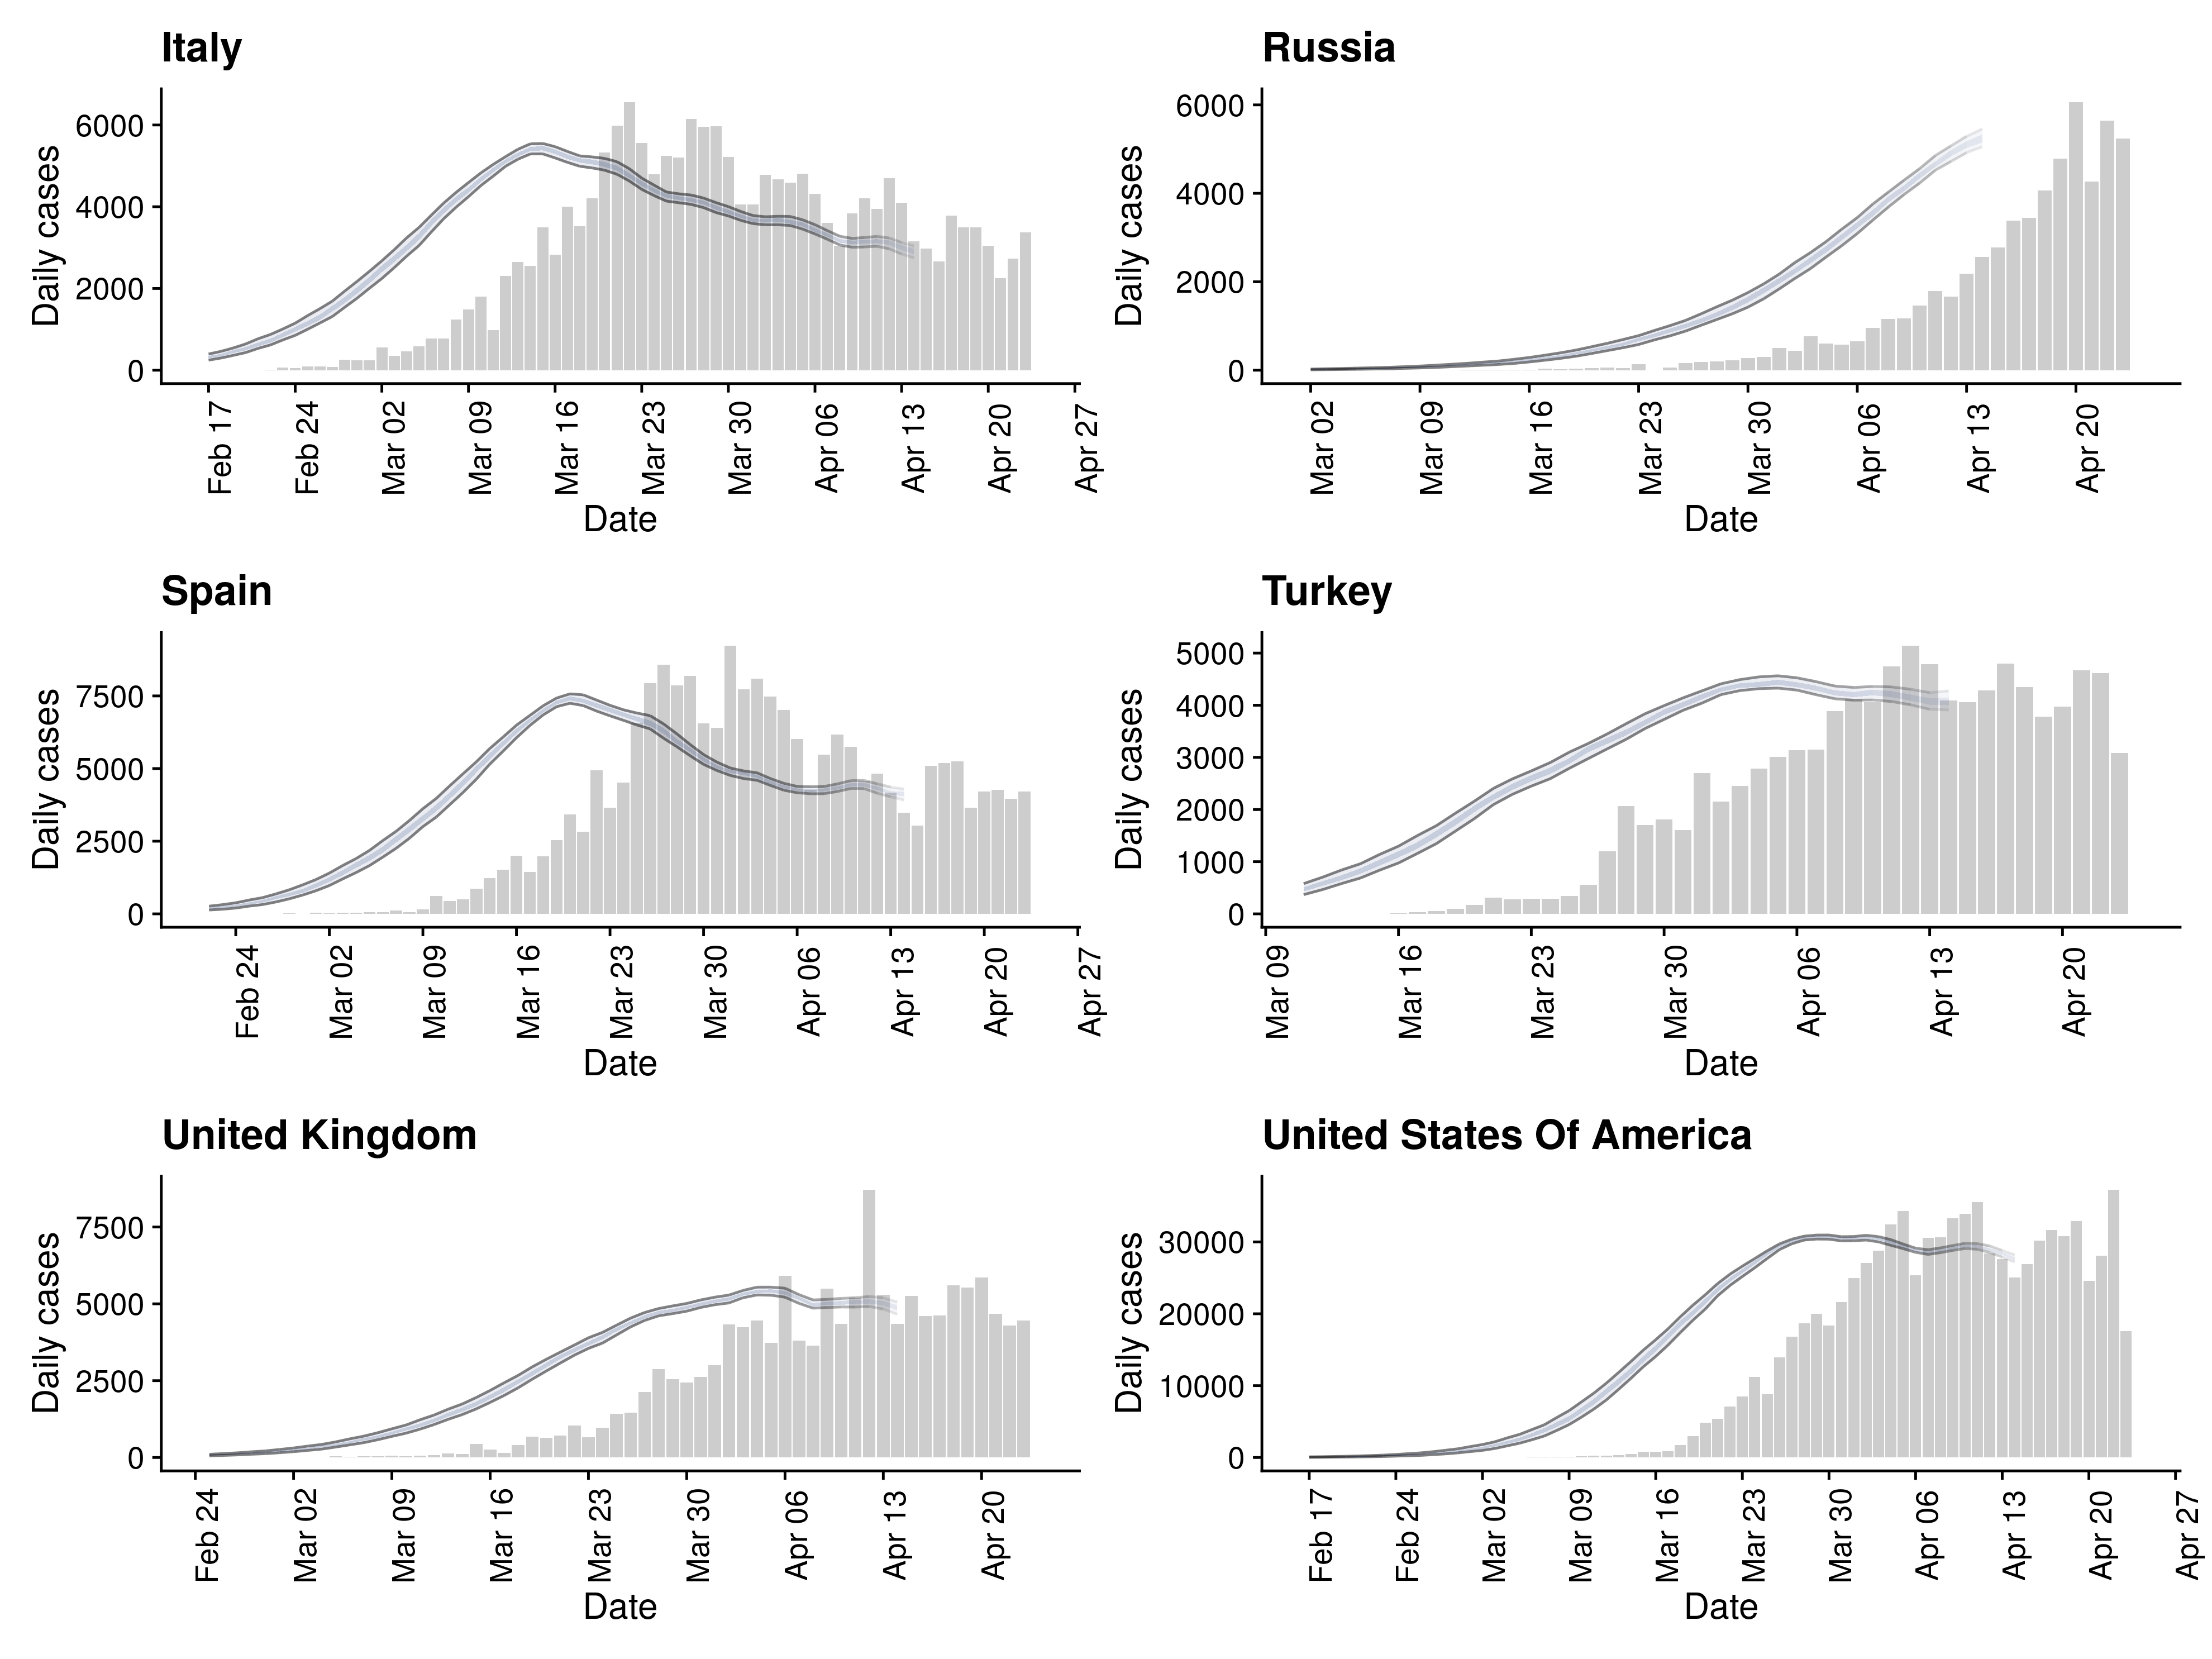 Italy
Daily cases
6000
4000
2000
0
Feb 17
Feb 24
Mar 02
Mar 09
Mar 16
Mar 23
Mar 30
Apr 06
Apr 13
Apr 20
Apr 27
Date
Russia
Daily cases
6000
4000
2000
0
Mar 02
Mar 09
Mar 16
Mar 23
Mar 30
Apr 06
Apr 13
Apr 20
Date
Spain
Daily cases
7500
5000
2500
0
Feb 24
Mar 02
Mar 09
Mar 16
Mar 23
Mar 30
Apr 06
Apr 13
Apr 20
Apr 27
Date
Turkey
Daily cases
5000
4000
3000
2000
1000
0
Mar 09
Mar 16
Mar 23
Mar 30
Apr 06
Apr 13
Apr 20
Date
United Kingdom
Daily cases
7500
5000
2500
0
Feb 24
Mar 02
Mar 09
Mar 16
Mar 23
Mar 30
Apr 06
Apr 13
Apr 20
Date
United States Of America
Daily cases
30000
20000
10000
0
Feb 17
Feb 24
Mar 02
Mar 09
Mar 16
Mar 23
Mar 30
Apr 06
Apr 13
Apr 20
Apr 27
Date